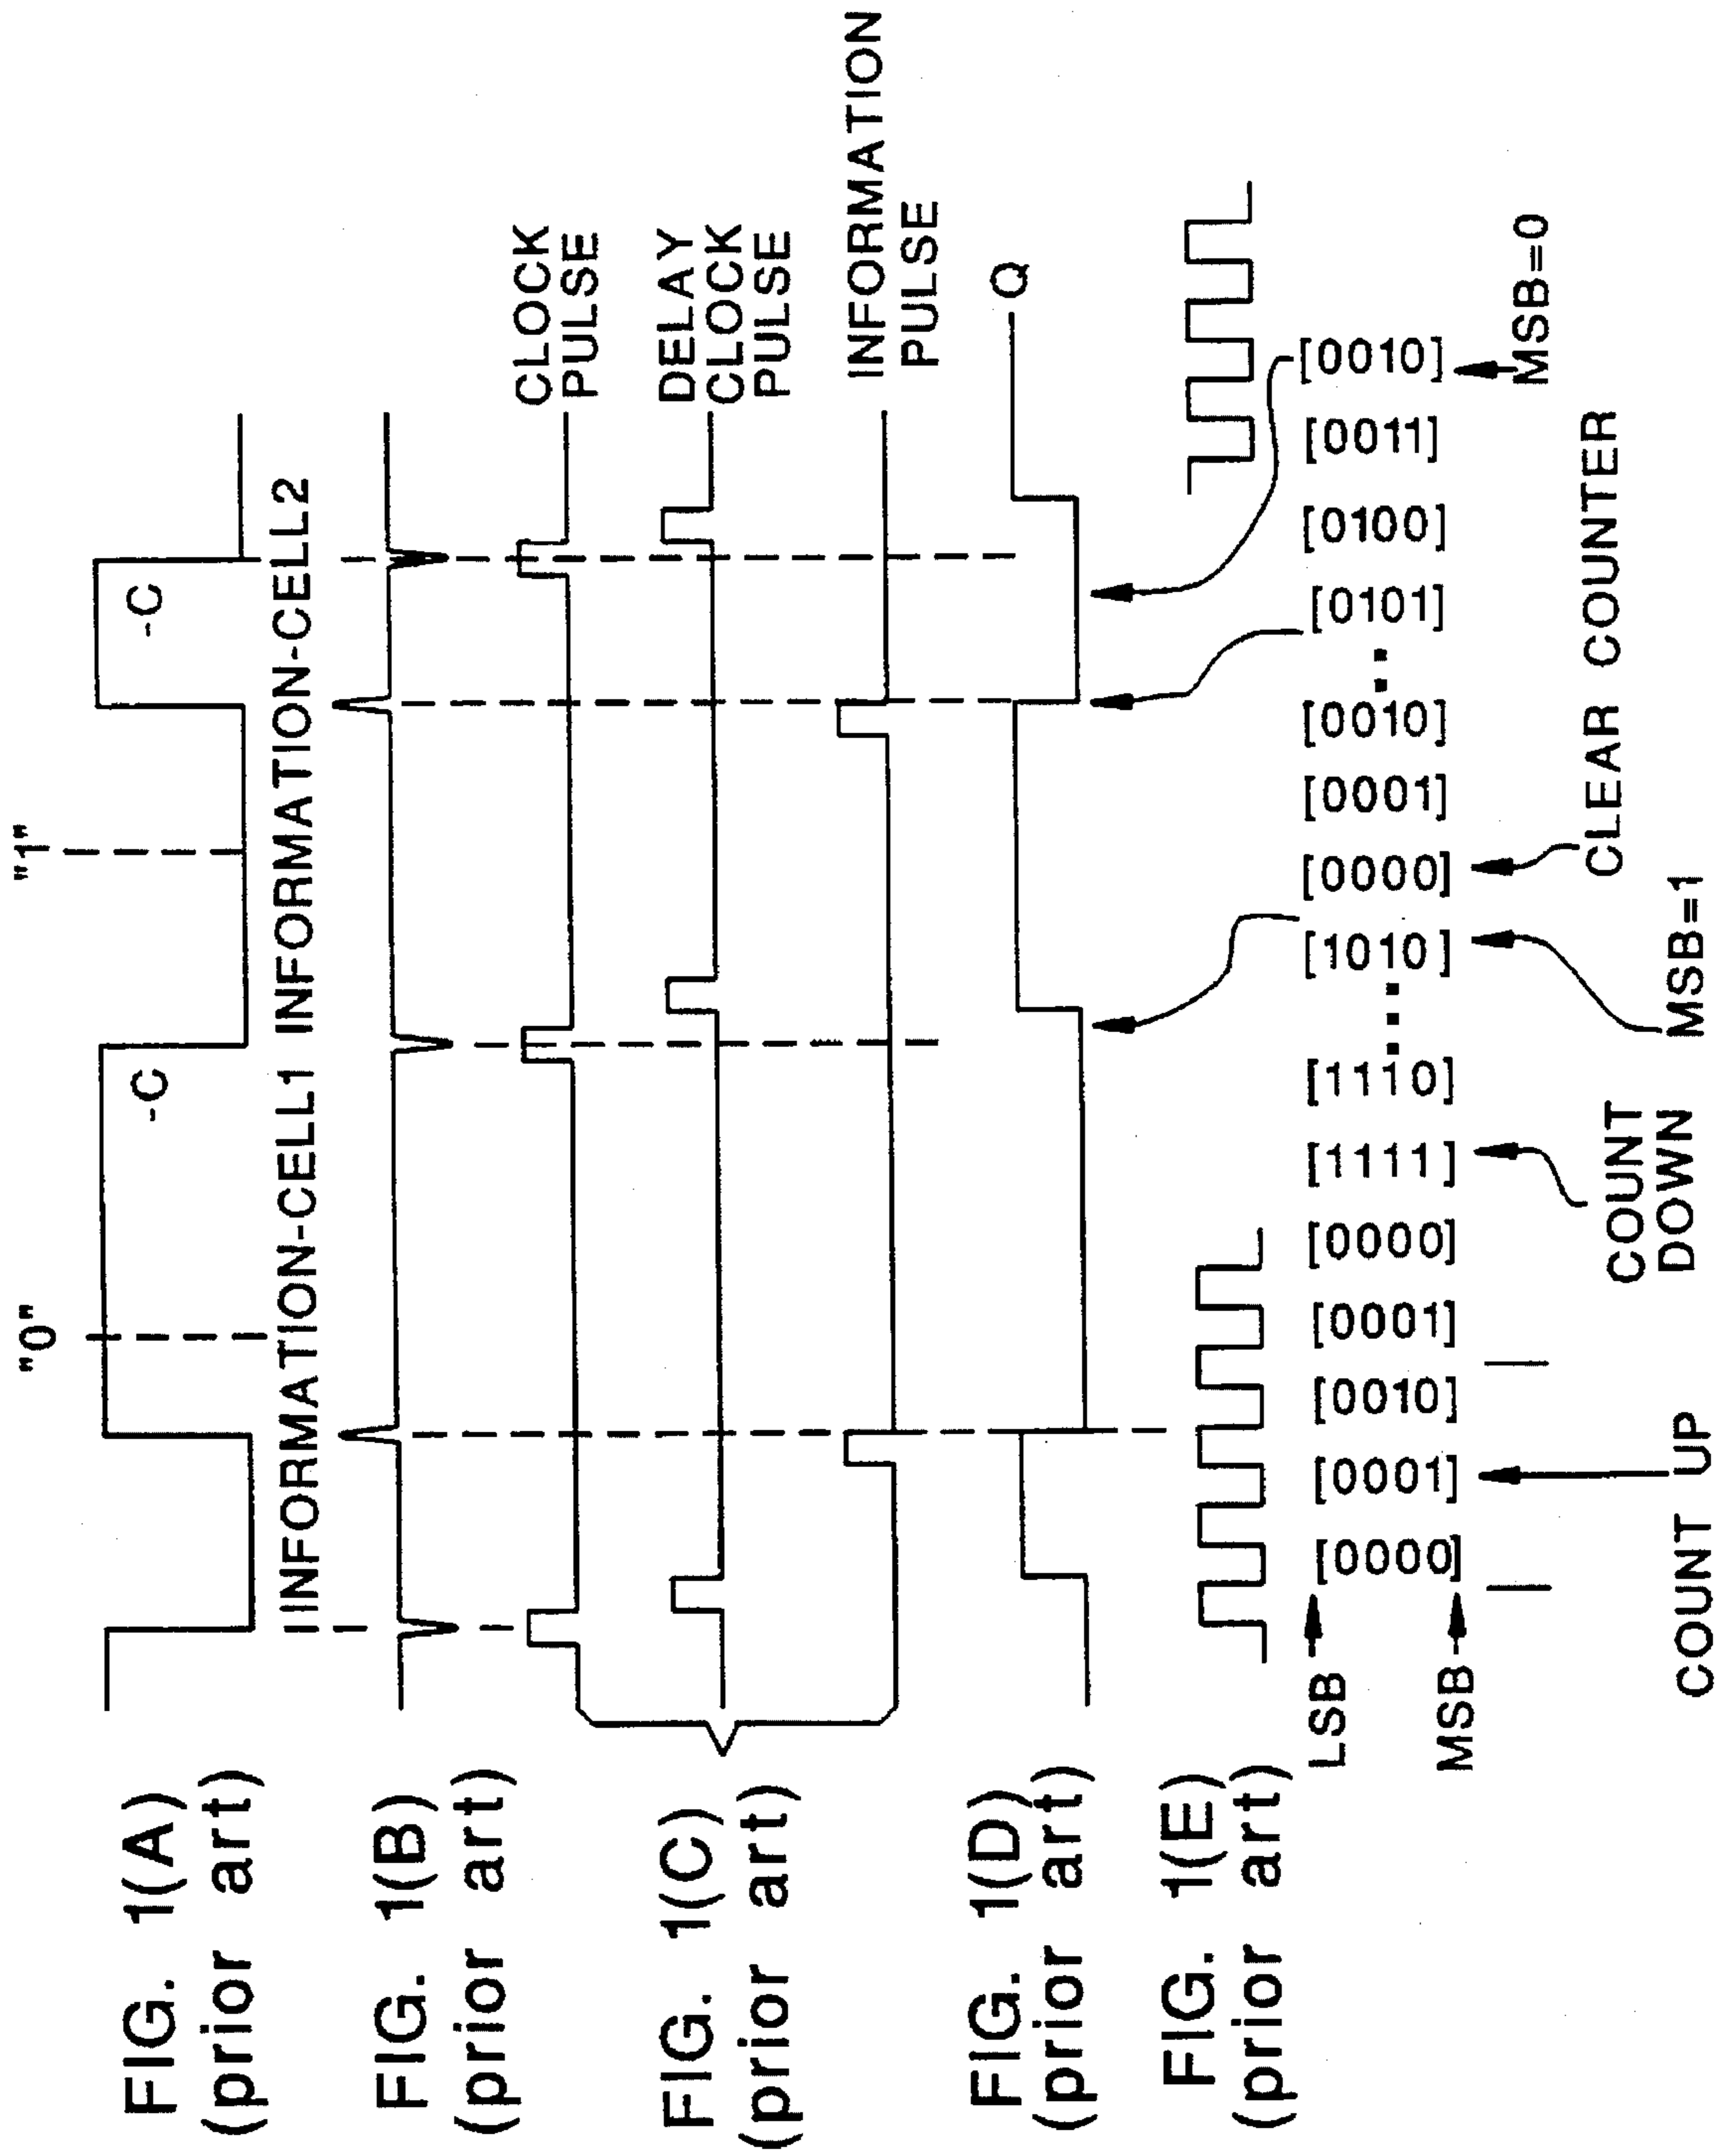 "0"
"1"
FIG. 1(A)
(prior art)
-C
-C
INFORMATION-CELL1 INFORMATION-CELL2
FIG. 1(B)
(prior art)
FIG. 1(C)
(prior art)
CLOCK
PULSE
DELAY
CLOCK
PULSE
INFORMATION
PULSE
FIG. 1(D)
(prior art)
Q
FIG. 1(E)
(prior art)
LSB
MSB
[0000]
[0001]
[0010]
[0001]
[0000]
[1111]
[1110]
[1010]
[0000]
[0001]
[0010]
[0101]
[0100]
[0011]
[0010]
COUNT UP
COUNT
DOWN
MSB=1
CLEAR COUNTER
MSB=0